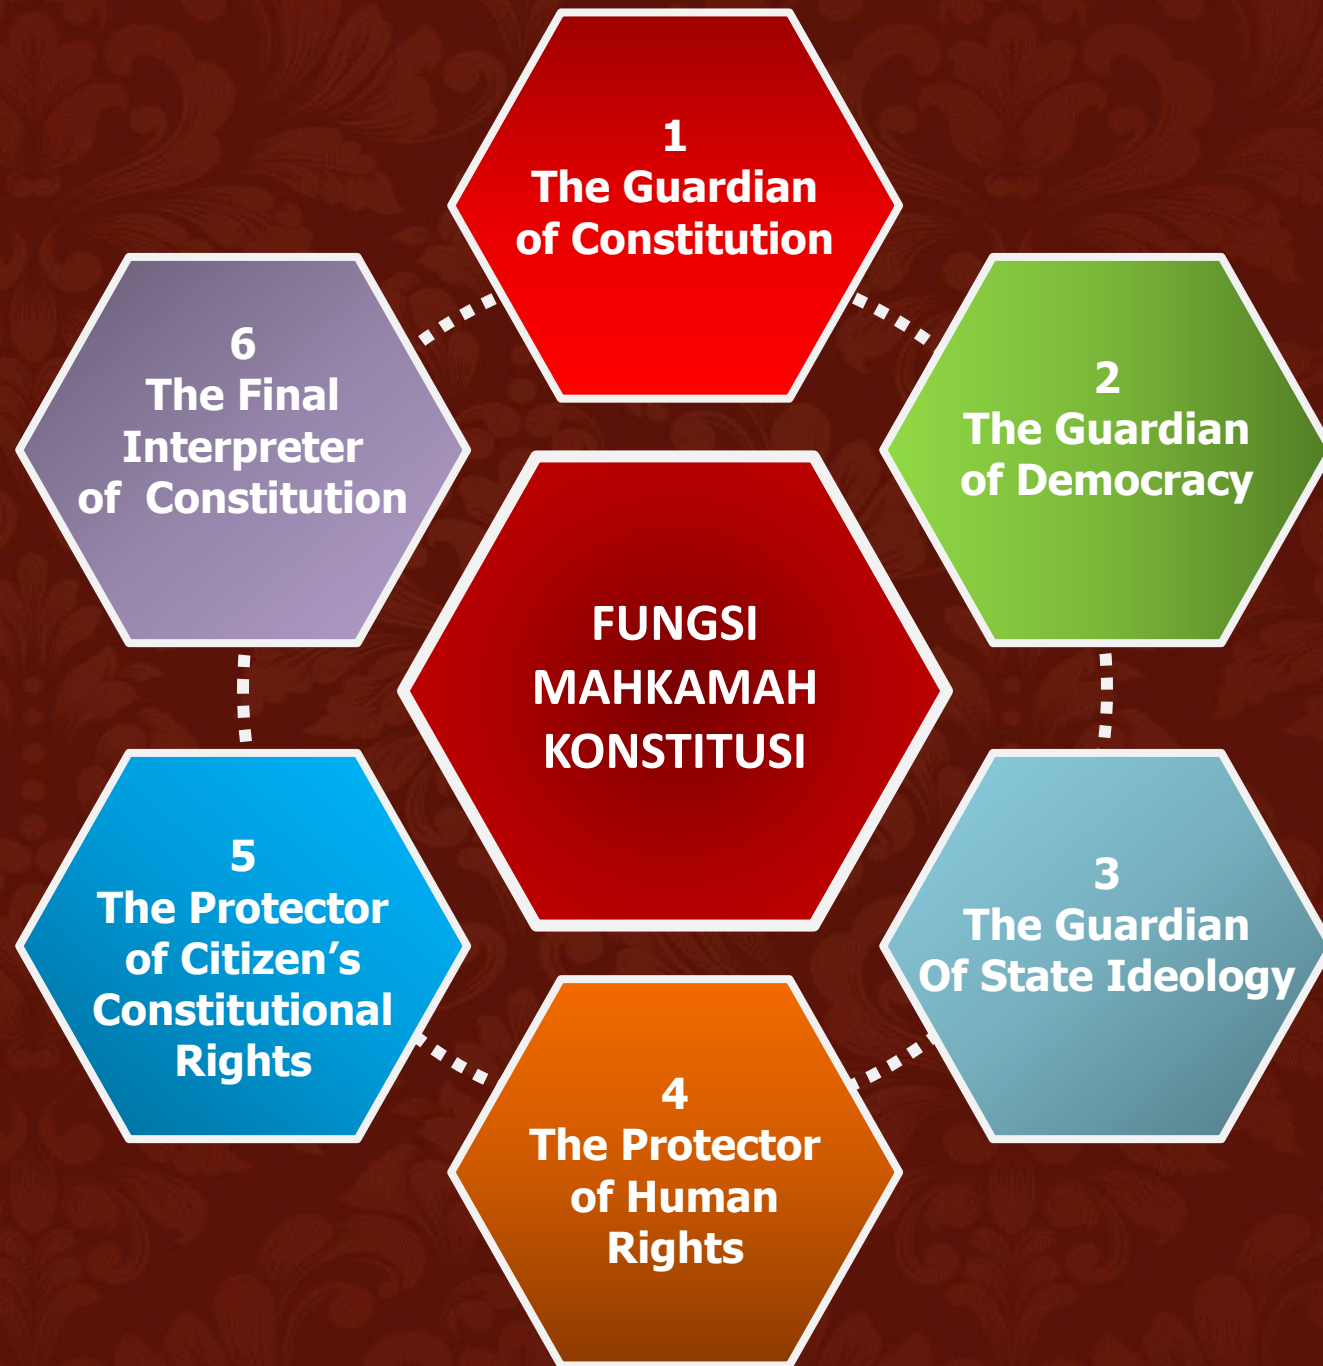 1
The Guardian
of Constitution
2
The Guardian
of Democracy
3
The Guardian
Of State Ideology
4
The Protector
of Human
Rights
5
The Protector
of Citizen’s
Constitutional
Rights
6
The Final
Interpreter
of  Constitution
FUNGSI
MAHKAMAH
KONSTITUSI